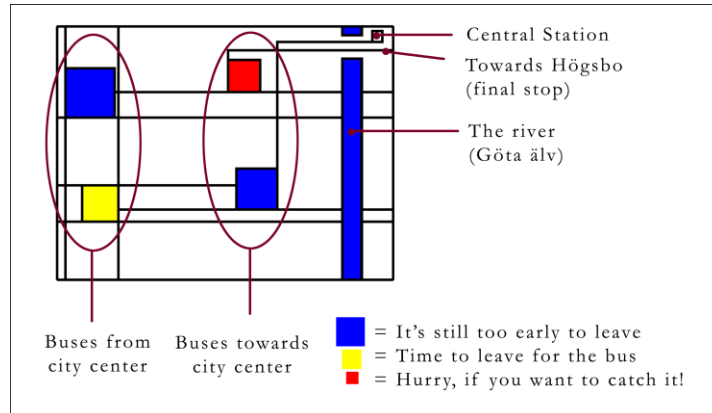 Central Station
Towards Högsbo
(final stop)
The river
(Göta älv)
Buses from
city center
Buses towards
city center
= It's still too early to leave
= Time to leave for the bus
= Hurry, if you want to catch it!